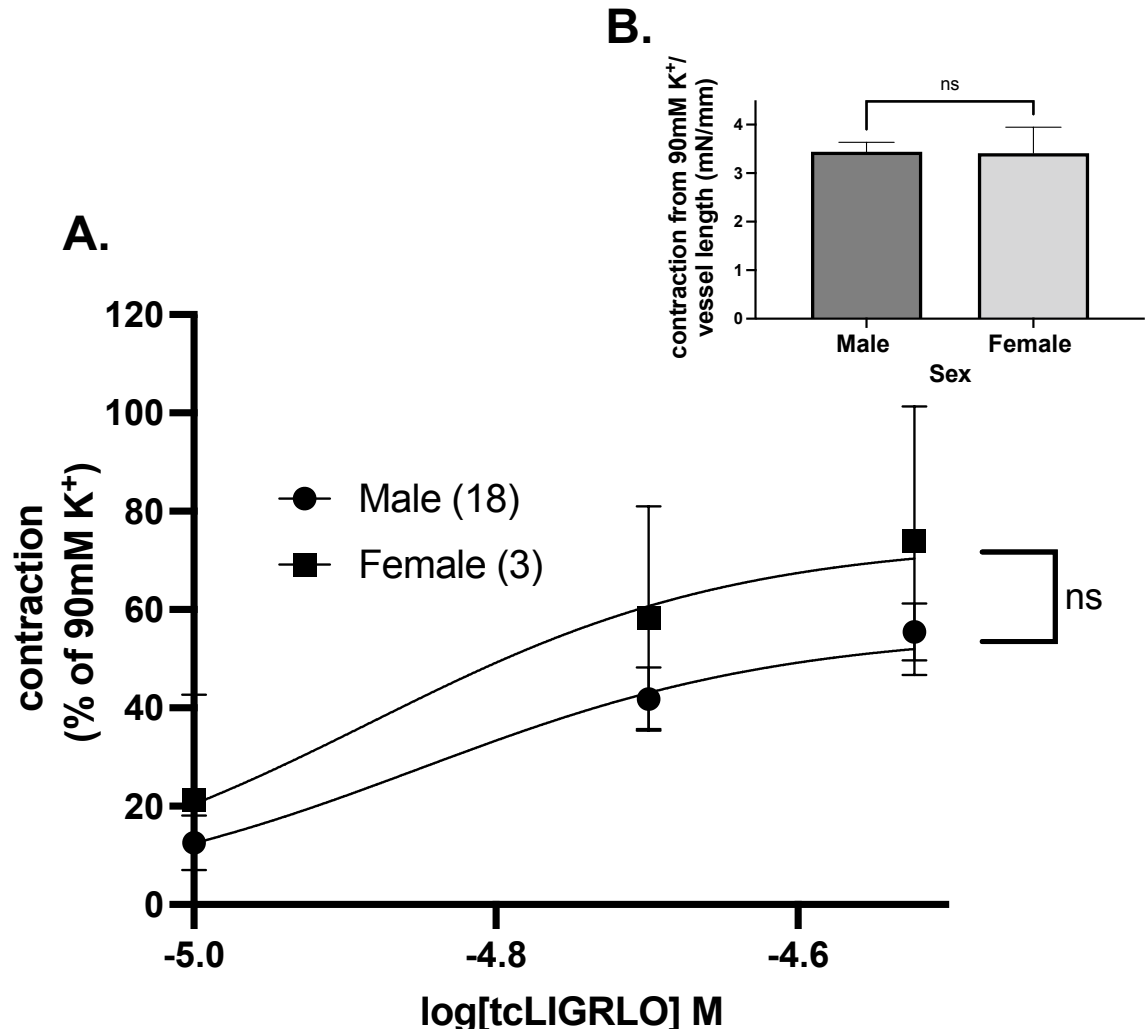 B.
contraction from 90mM K⁺/
vessel length (mN/mm)
ns
4
3
2
1
0
Male
Female
Sex
A.
contraction
(% of 90mM K⁺)
120
100
80
60
40
20
0
Male (18)
Female (3)
ns
-5.0
-4.8
-4.6
log[tcLIGRLO] M